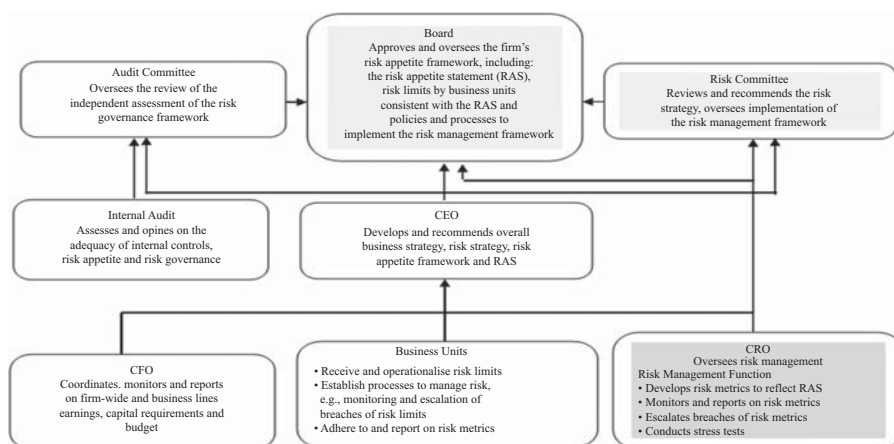 Board
Approves and oversees the firm's
risk appetite framework, including:
the risk appetite statement (RAS),
risk limits by business units
consistent with the RAS and
policies and processes to
implement the risk management framework
Audit Committee
Oversees the review of the
independent assessment of the risk
governance framework
Risk Committee
Reviews and recommends the risk
strategy, oversees implementation of
the risk management framework
Internal Audit
Assesses and opines on the
adequacy of internal controls,
risk appetite and risk governance
CEO
Develops and recommends overall
business strategy, risk strategy, risk
appetite framework and RAS
CFO
Coordinates. monitors and reports
on firm-wide and business lines
earnings, capital requirements and
budget
Business Units
• Receive and operationalise risk limits
• Establish processes to manage risk,
e.g., monitoring and escalation of
breaches of risk limits
• Adhere to and report on risk metrics
CRO
Oversees risk management
Risk Management Function
• Develops risk metrics to reflect RAS
• Monitors and reports on risk metrics
• Escalates breaches of risk metrics
• Conducts stress tests